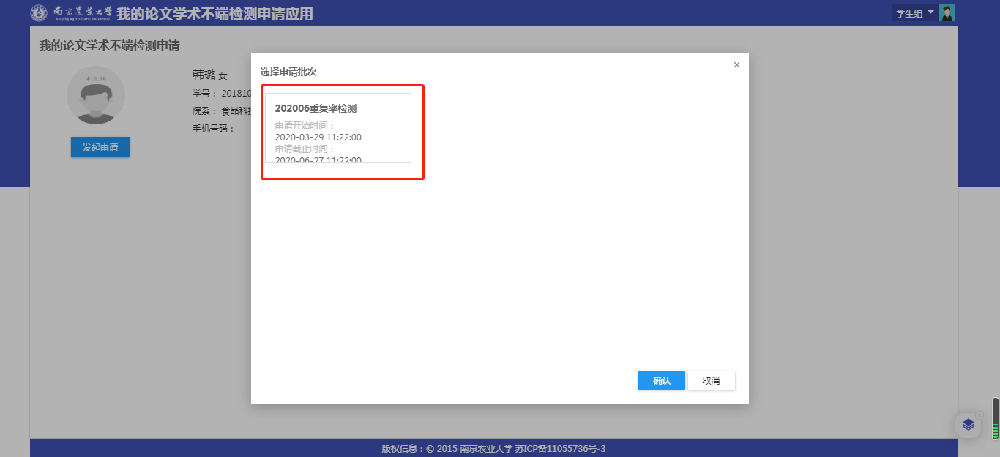 南京农业大学 我的论文学术不端检测申请应用
Nanjing Agricultural University
学生组
我的论文学术不端检测申请
未上传
韩璐 女
学号： 201810
院系： 食品科技
手机号码：
发起申请
选择申请批次
×
202006重复率检测
申请开始时间：
2020-03-29 11:22:00
申请截止时间：
2020-06-27 11:22:00
确认
取消
版权信息：© 2015 南京农业大学 苏ICP备11055736号-3